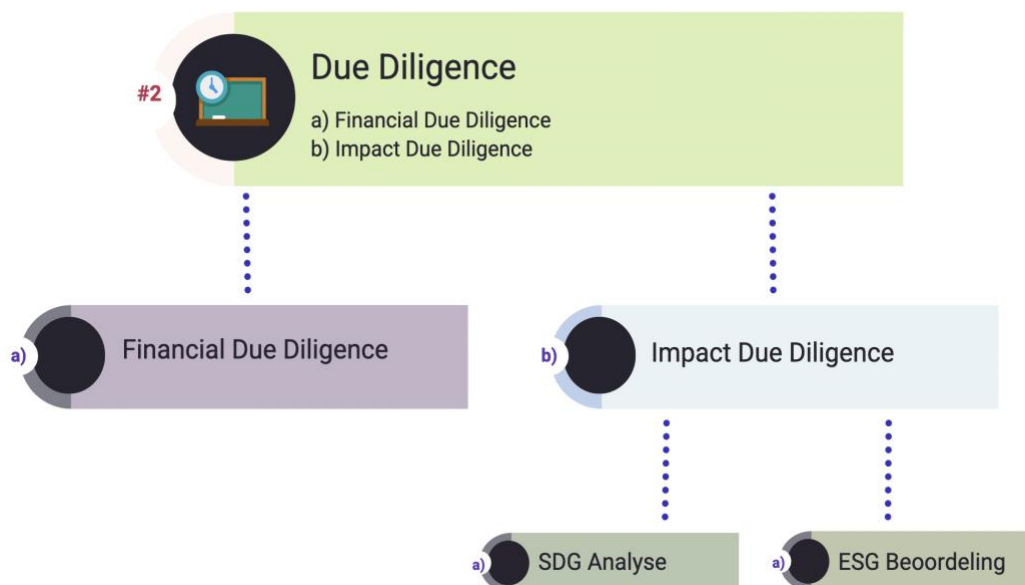 #2
Due Diligence
a) Financial Due Diligence
b) Impact Due Diligence
a)
Financial Due Diligence
b)
Impact Due Diligence
a)
SDG Analyse
a)
ESG Beoordeling